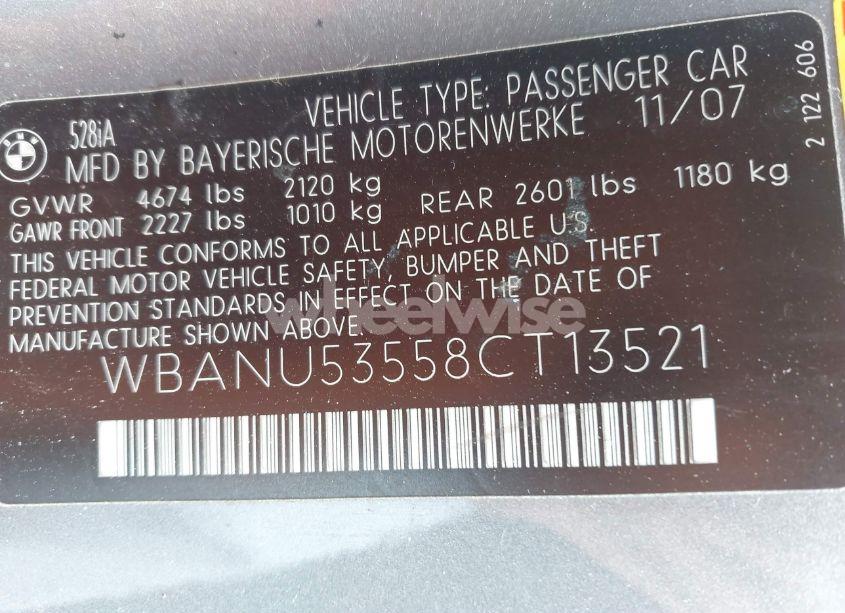 VEHICLE TYPE: PASSENGER CAR
528iA
MFD BY BAYERISCHE MOTORENWERKE 11/07
GVWR 4674 lbs 2120 kg
GAWR FRONT 2227 lbs 1010 kg REAR 2601 lbs 1180 kg
THIS VEHICLE CONFORMS TO ALL APPLICABLE U.S.
FEDERAL MOTOR VEHICLE SAFETY, BUMPER AND THEFT
PREVENTION STANDARDS IN EFFECT ON THE DATE OF
MANUFACTURE SHOWN ABOVE.
WBANU53558CT13521
2 122 606
BMW
wheelwise